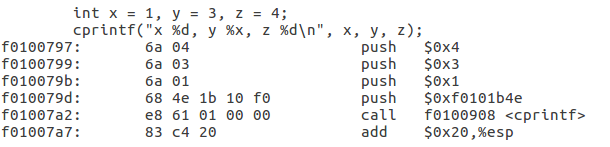 int x = 1, y = 3, z = 4;
cprintf("x %d, y %x, z %d\n", x, y, z);
f0100797: 6a 04 push $0x4
f0100799: 6a 03 push $0x3
f010079b: 6a 01 push $0x1
f010079d: 68 4e 1b 10 f0 push $0xf0101b4e
f01007a2: e8 61 01 00 00 call f0100908 <cprintf>
f01007a7: 83 c4 20 add $0x20,%esp